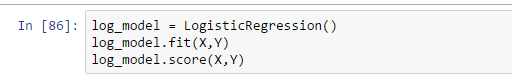 In [86]: log_model = LogisticRegression()
log_model.fit(X,Y)
log_model.score(X,Y)